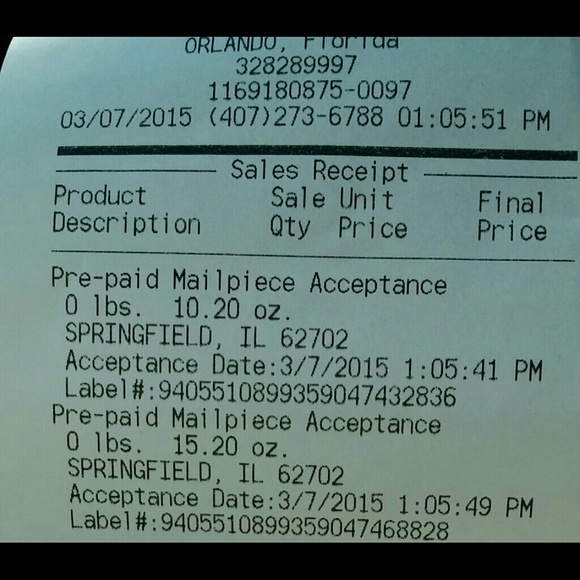 ORLANDO, Florida
328289997
1169180875-0097
03/07/2015 (407)273-6788 01:05:51 PM
Sales Receipt
Product Sale Unit Final
Description Qty Price Price
Pre-paid Mailpiece Acceptance
0 lbs. 10.20 oz.
SPRINGFIELD, IL 62702
Acceptance Date:3/7/2015 1:05:41 PM
Label#:9405510899359047432836
Pre-paid Mailpiece Acceptance
0 lbs. 15.20 oz.
SPRINGFIELD, IL 62702
Acceptance Date:3/7/2015 1:05:49 PM
Label#:9405510899359047468828